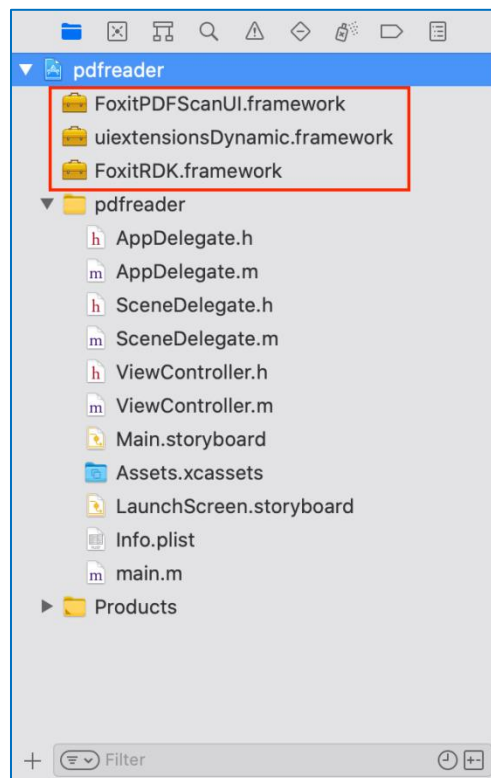 pdfreader
FoxitPDFScanUI.framework
uiextensionsDynamic.framework
FoxitRDK.framework
pdfreader
h AppDelegate.h
m AppDelegate.m
h SceneDelegate.h
m SceneDelegate.m
h ViewController.h
m ViewController.m
Main.storyboard
Assets.xcassets
LaunchScreen.storyboard
Info.plist
m main.m
Products
Filter